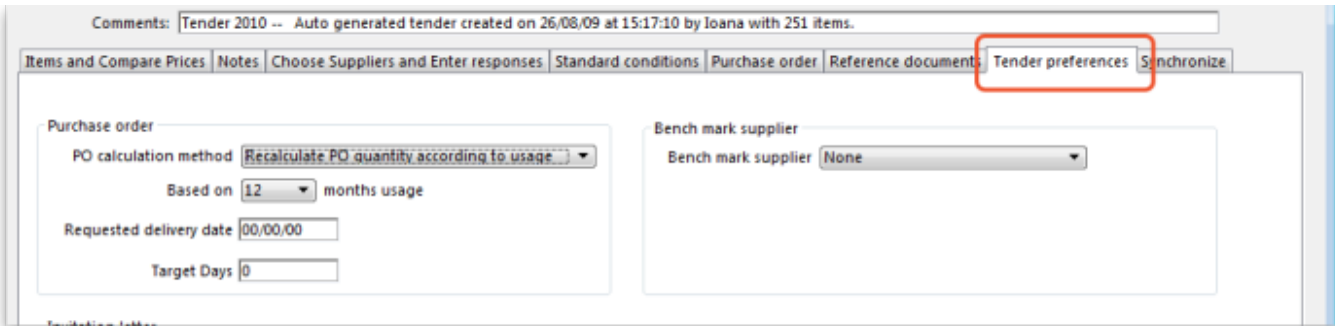 Comments: Tender 2010 -- Auto generated tender created on 26/08/09 at 15:17:10 by Ioana with 251 items.
Items and Compare Prices Notes Choose Suppliers and Enter responses Standard conditions Purchase order Reference documents Tender preferences Synchronize
Purchase order
PO calculation method Recalculate PO quantity according to usage
Based on 12 months usage
Requested delivery date 00/00/00
Target Days 0
Bench mark supplier
Bench mark supplier None
Invitation letter